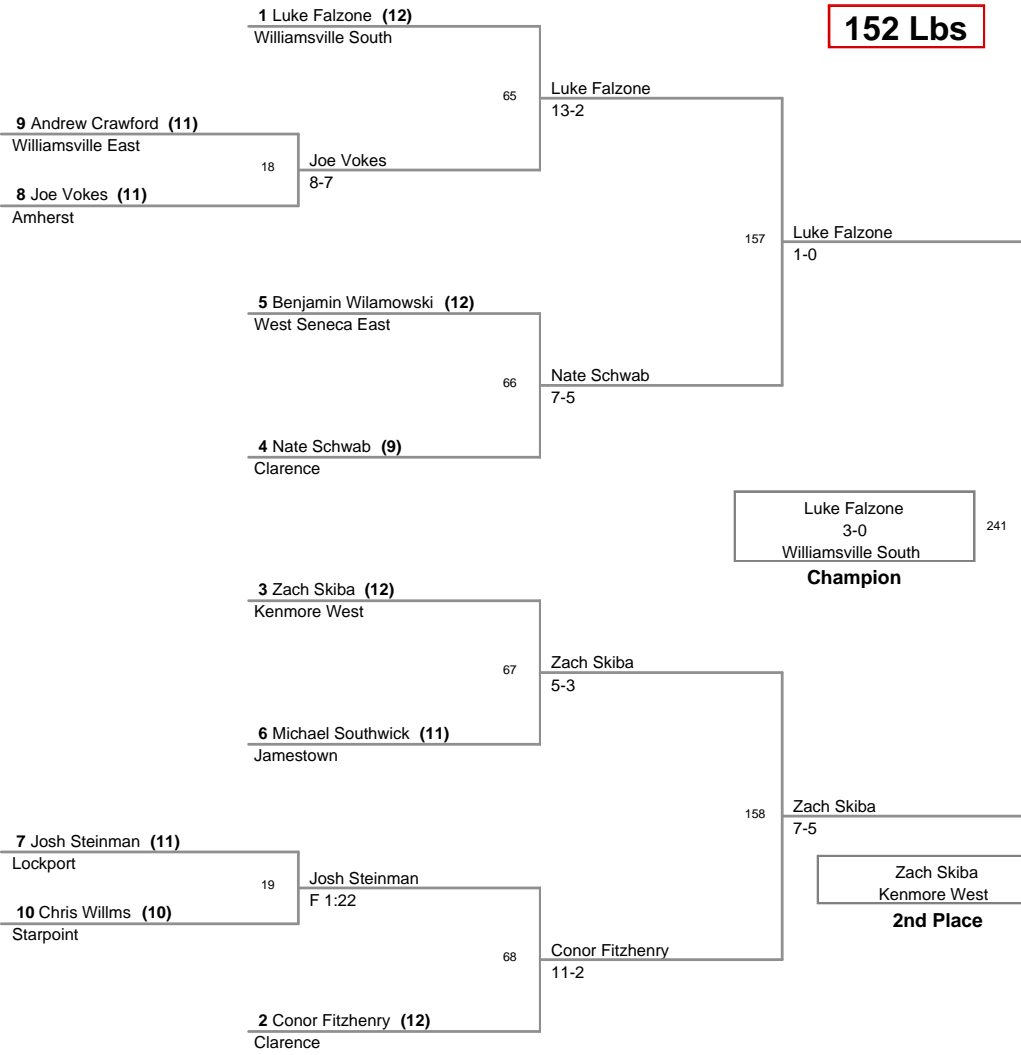 1 Luke Falzone (12)
Williamsville South
152 Lbs
65
Luke Falzone
13-2
9 Andrew Crawford (11)
Williamsville East
18
Joe Vokes
8-7
8 Joe Vokes (11)
Amherst
157
Luke Falzone
1-0
5 Benjamin Wilamowski (12)
West Seneca East
66
Nate Schwab
7-5
4 Nate Schwab (9)
Clarence
Luke Falzone
3-0
Williamsville South
241
Champion
3 Zach Skiba (12)
Kenmore West
67
Zach Skiba
5-3
6 Michael Southwick (11)
Jamestown
158
Zach Skiba
7-5
7 Josh Steinman (11)
Lockport
19
Josh Steinman
F 1:22
10 Chris Willms (10)
Starpoint
Zach Skiba
Kenmore West
2nd Place
68
Conor Fitzhenry
11-2
2 Conor Fitzhenry (12)
Clarence